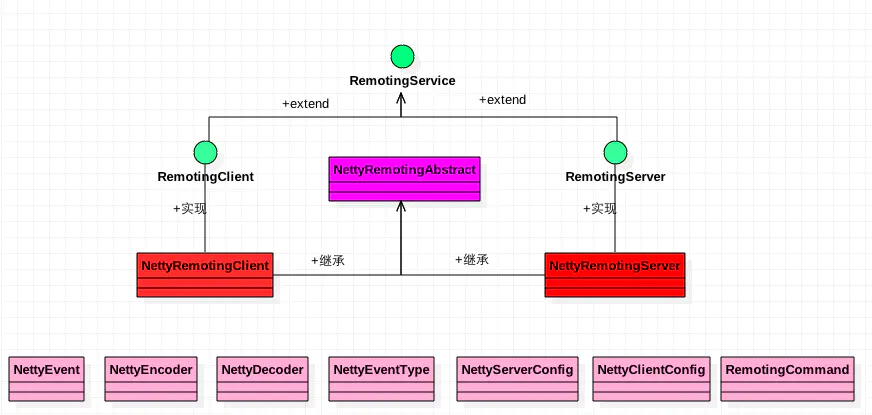 RemotingService
+extend
+extend
RemotingClient
NettyRemotingAbstract
RemotingServer
+实现
+实现
NettyRemotingClient
+继承
+继承
NettyRemotingServer
NettyEvent
NettyEncoder
NettyDecoder
NettyEventType
NettyServerConfig
NettyClientConfig
RemotingCommand